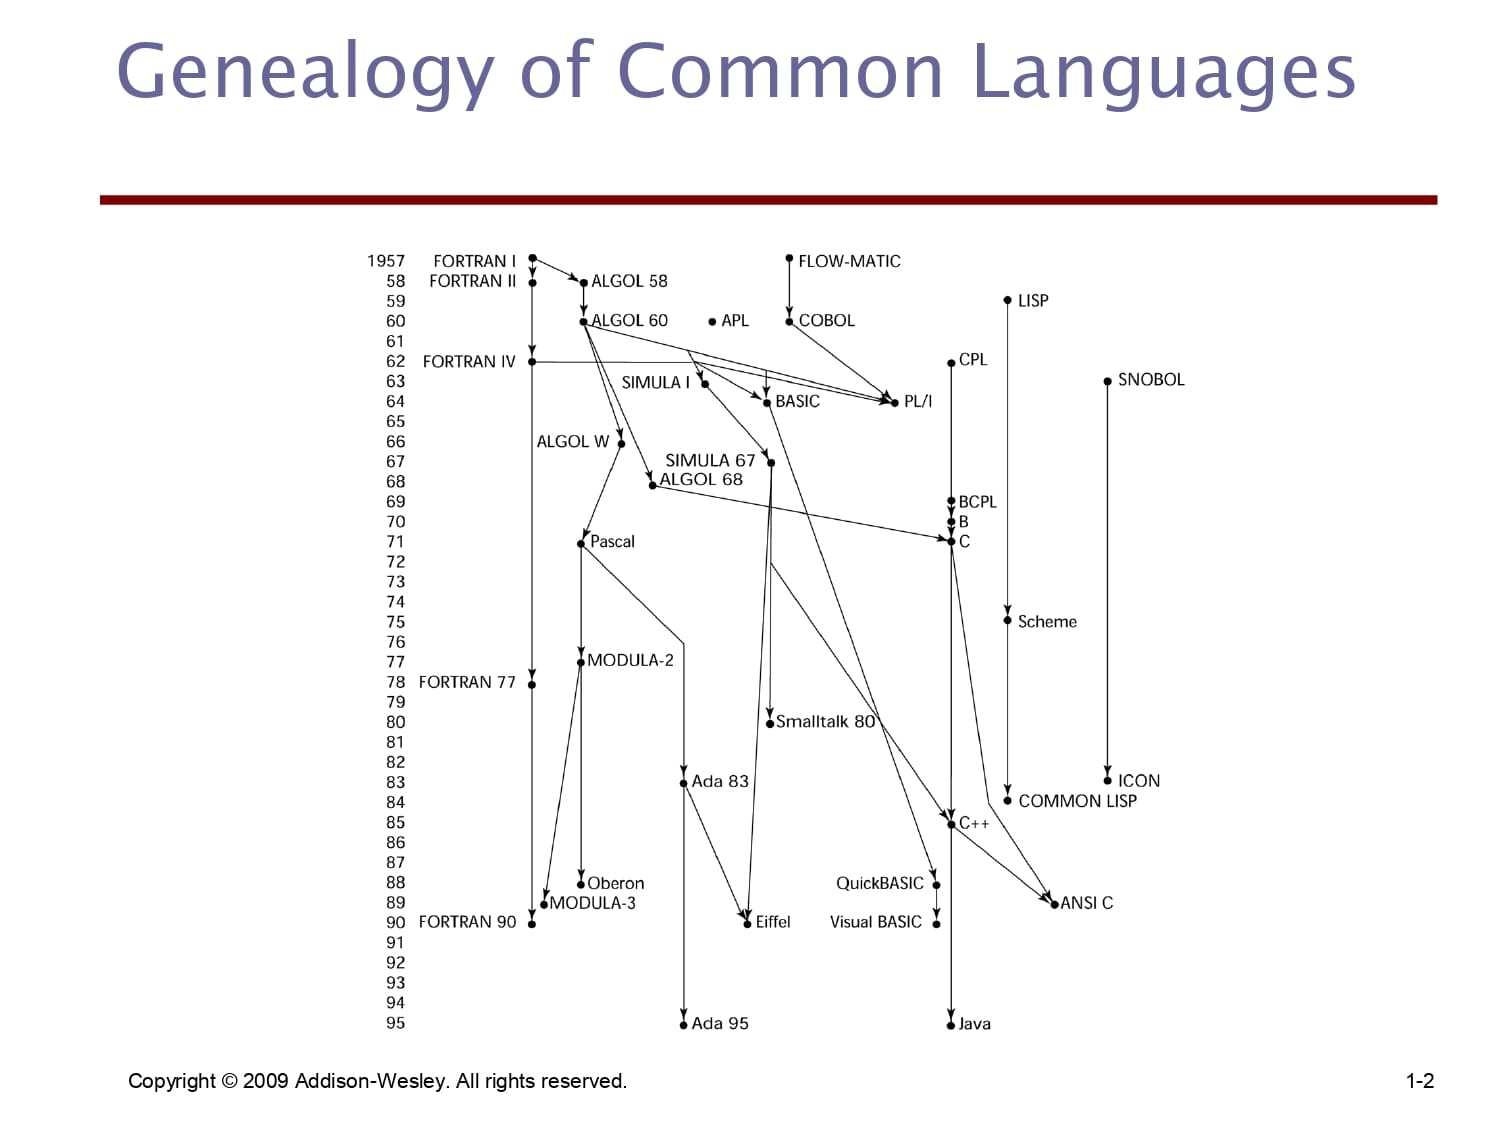 Genealogy of Common Languages
1957 FORTRAN I FLOW-MATIC
58 FORTRAN II ALGOL 58
59 LISP
60 ALGOL 60 APL COBOL
61
62 FORTRAN IV CPL
63 SIMULA I SNOBOL
64 BASIC PL/I
65
66 ALGOL W
67 SIMULA 67
68 ALGOL 68
69 BCPL
70 B
71 Pascal C
72
73
74
75 Scheme
76
77 MODULA-2
78 FORTRAN 77
79
80 Smalltalk 80
81
82
83 Ada 83 ICON
84 COMMON LISP
85 C++
86
87
88 Oberon QuickBASIC
89 MODULA-3 ANSI C
90 FORTRAN 90 Eiffel Visual BASIC
91
92
93
94
95 Ada 95 Java
Copyright © 2009 Addison-Wesley. All rights reserved. 1-2